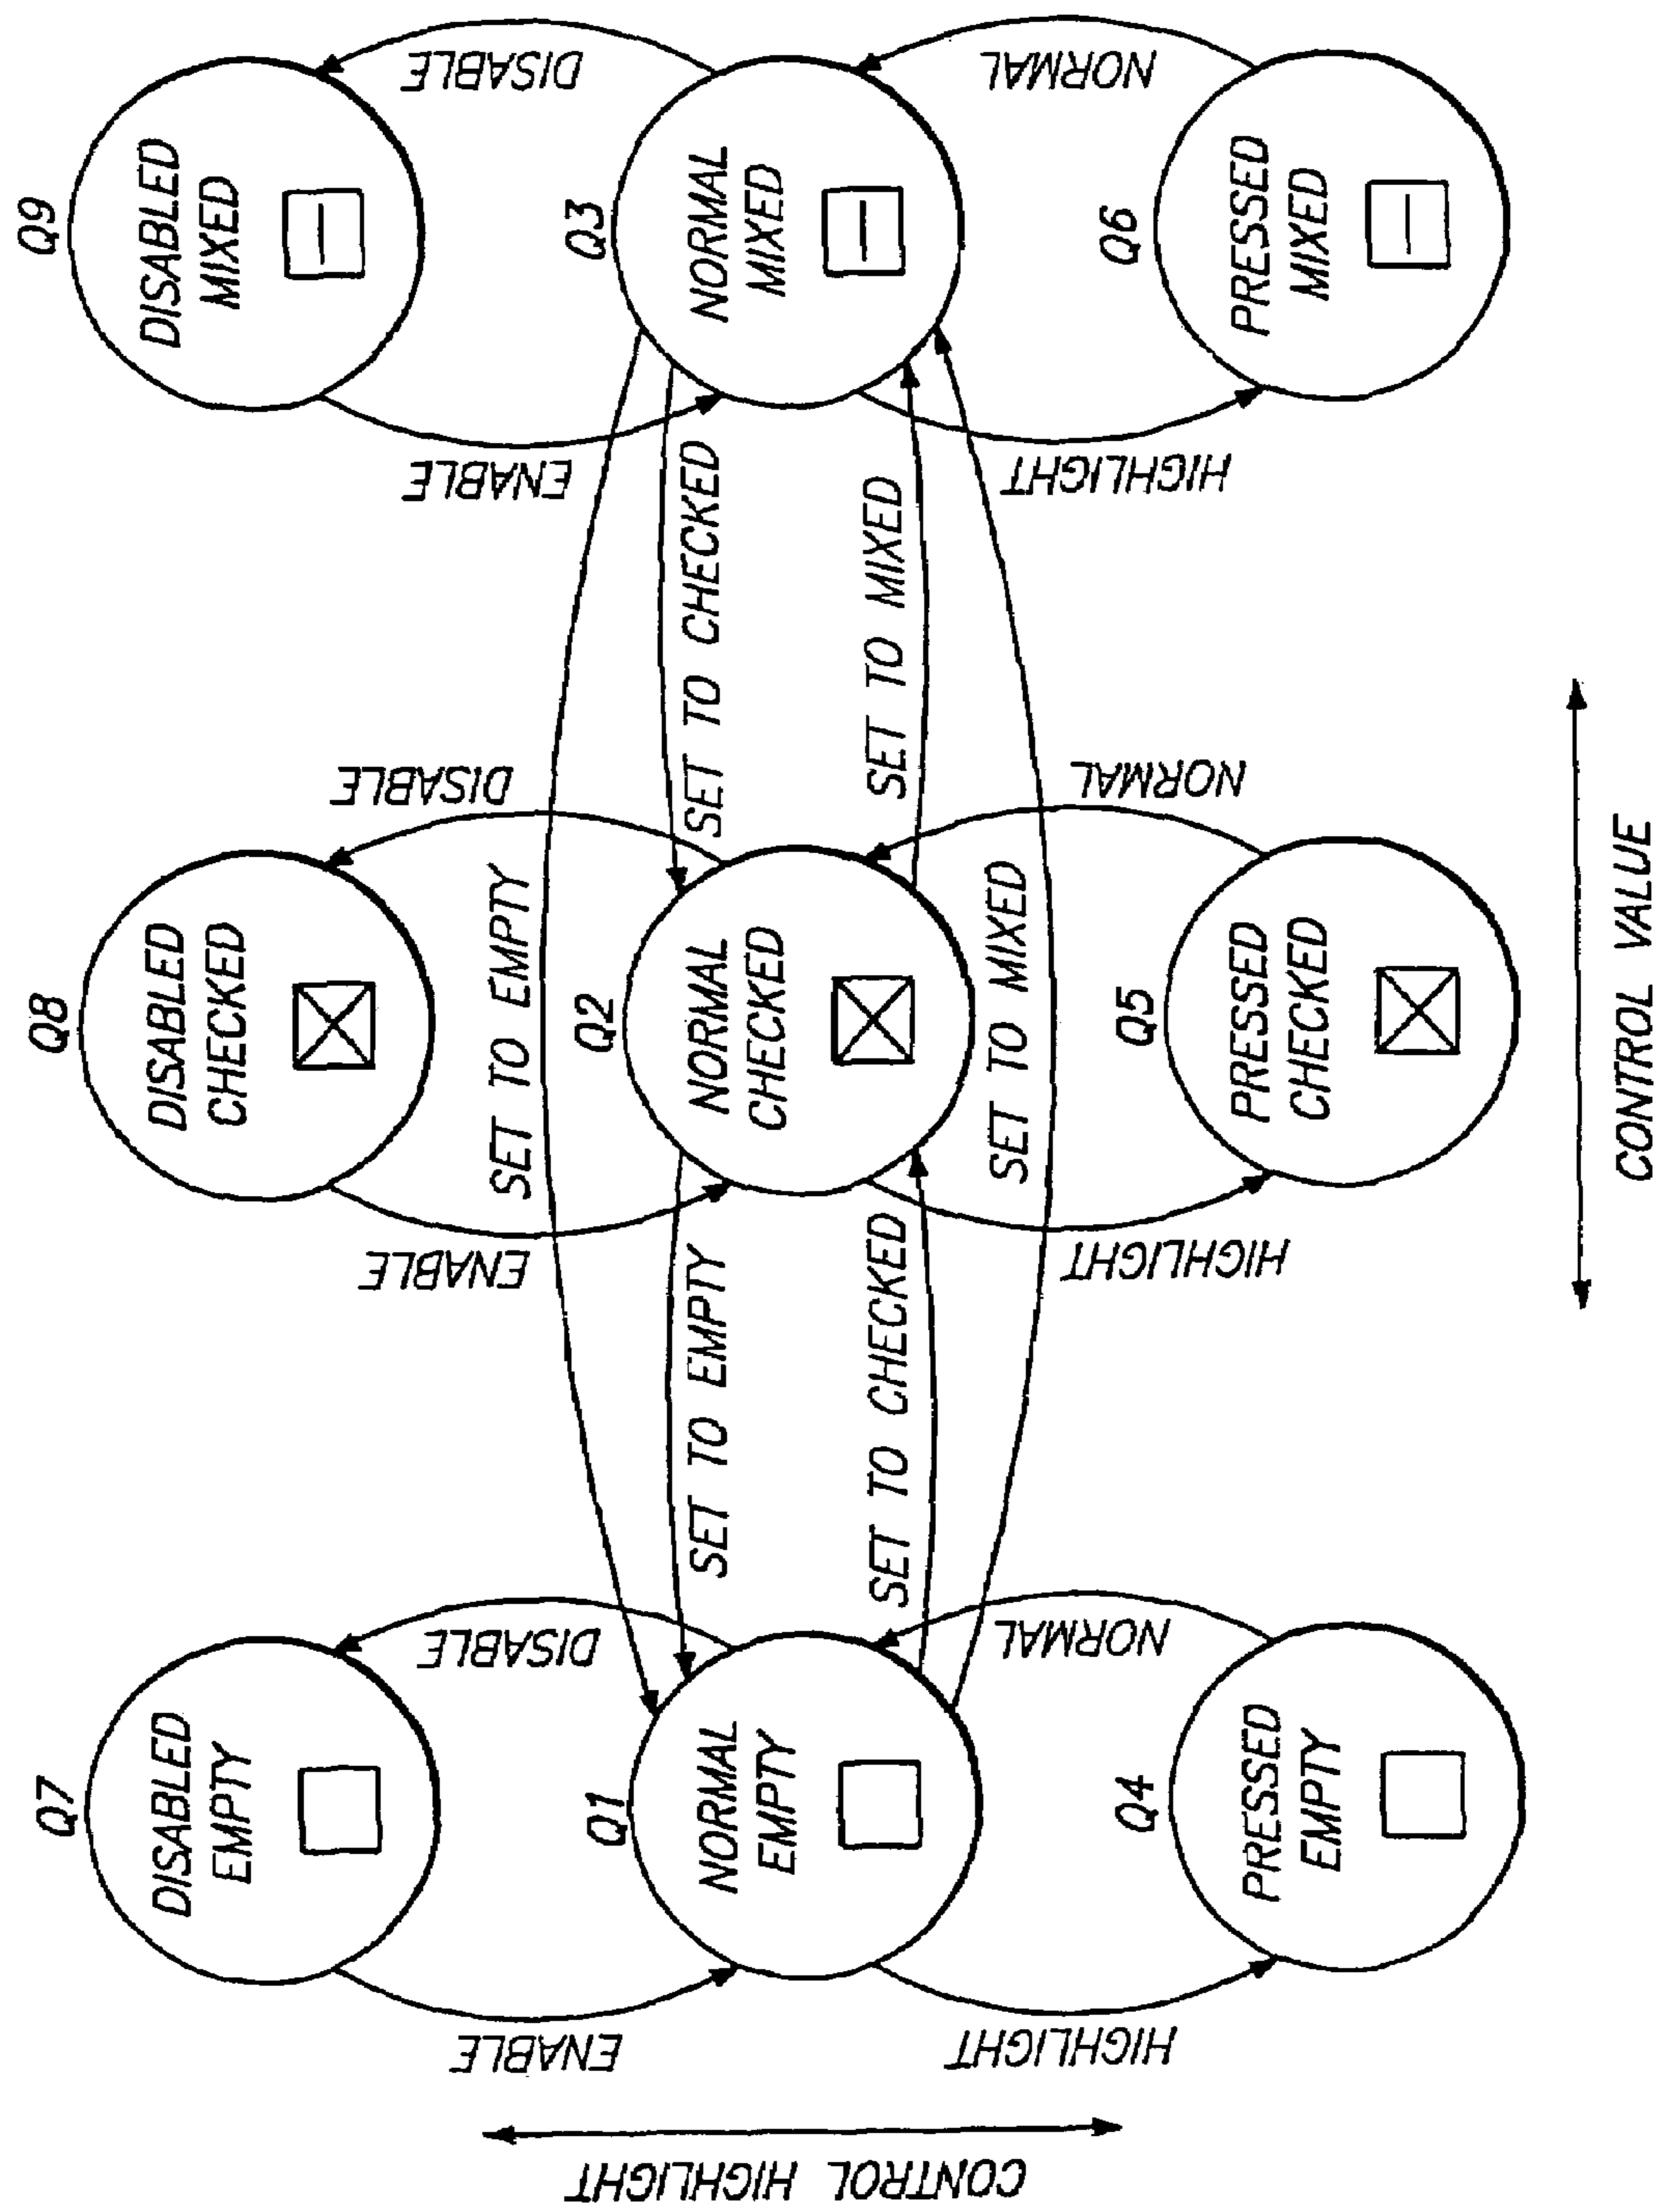 Q7
DISABLED
EMPTY
Q8
DISABLED
CHECKED
Q9
DISABLED
MIXED
ENABLE
DISABLE
ENABLE
DISABLE
ENABLE
DISABLE
SET TO EMPTY
Q1
NORMAL
EMPTY
Q2
NORMAL
CHECKED
Q3
NORMAL
MIXED
SET TO EMPTY
SET TO CHECKED
SET TO CHECKED
SET TO MIXED
SET TO MIXED
CONTROL HIGHLIGHT
HIGHLIGHT
NORMAL
HIGHLIGHT
NORMAL
HIGHLIGHT
NORMAL
Q4
PRESSED
EMPTY
Q5
PRESSED
CHECKED
Q6
PRESSED
MIXED
CONTROL VALUE